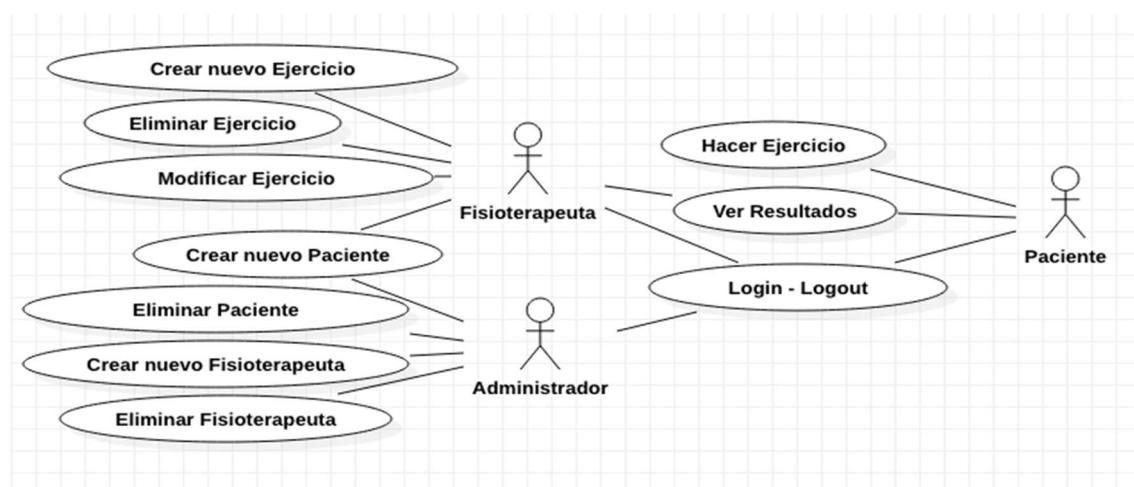 Crear nuevo Ejercicio
Eliminar Ejercicio
Modificar Ejercicio
Fisioterapeuta
Crear nuevo Paciente
Eliminar Paciente
Crear nuevo Fisioterapeuta
Eliminar Fisioterapeuta
Administrador
Hacer Ejercicio
Ver Resultados
Login - Logout
Paciente